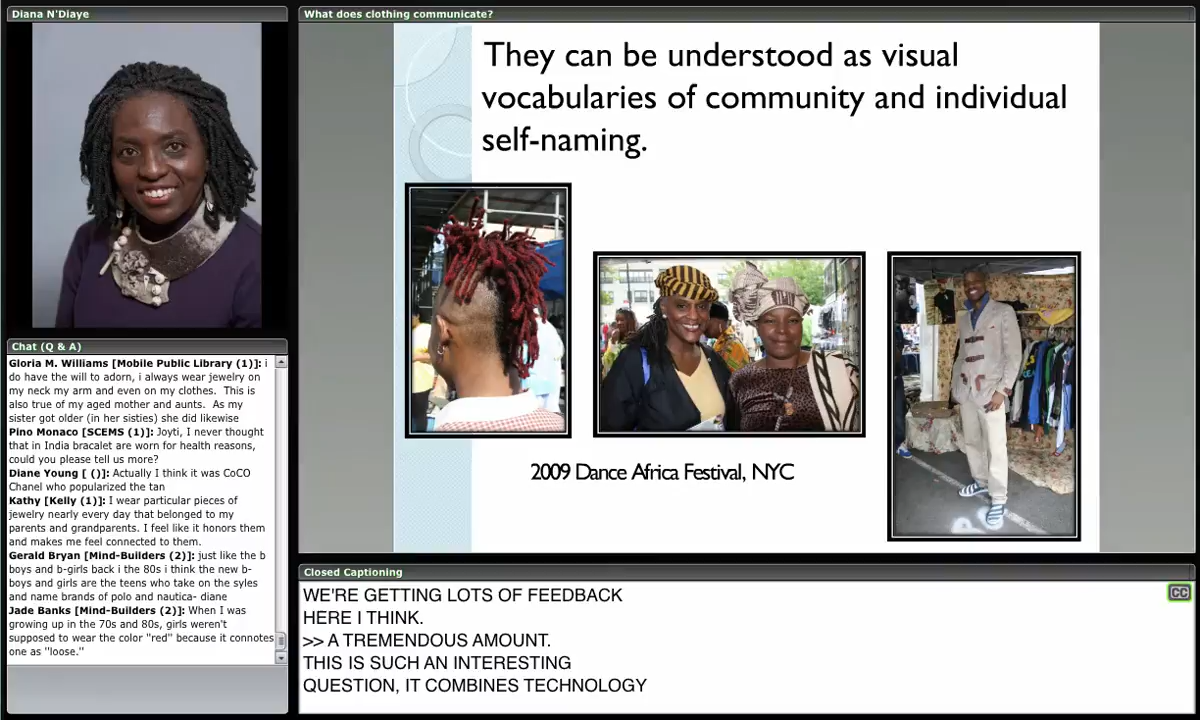 Diana N'Diaye
What does clothing communicate?
They can be understood as visual
vocabularies of community and individual
self-naming.
2009 Dance Africa Festival, NYC
Chat (Q & A)
Gloria M. Williams [Mobile Public Library (1)]: i
do have the will to adorn, i always wear jewelry on
my neck my arm and even on my clothes.  This is
also true of my aged mother and aunts.  As my
sister got older (in her sisties) she did likewise
Pino Monaco [SCEMS (1)]: Joyti, I never thought
that in India bracelet are worn for health reasons,
could you please tell us more?
Diane Young [ ()]: Actually I think it was CoCO
Chanel who popularized the tan
Kathy [Kelly (1)]: I wear particular pieces of
jewelry nearly every day that belonged to my
parents and grandparents. I feel like it honors them
and makes me feel connected to them.
Gerald Bryan [Mind-Builders (2)]: just like the b
boys and b-girls back i the 80s i think the new b-
boys and girls are the teens who take on the syles
and name brands of polo and nautica- diane
Jade Banks [Mind-Builders (2)]: When I was
growing up in the 70s and 80s, girls weren't
supposed to wear the color "red" because it connotes
one as "loose."
Closed Captioning
CC
WE'RE GETTING LOTS OF FEEDBACK
HERE I THINK.
>> A TREMENDOUS AMOUNT.
THIS IS SUCH AN INTERESTING
QUESTION, IT COMBINES TECHNOLOGY